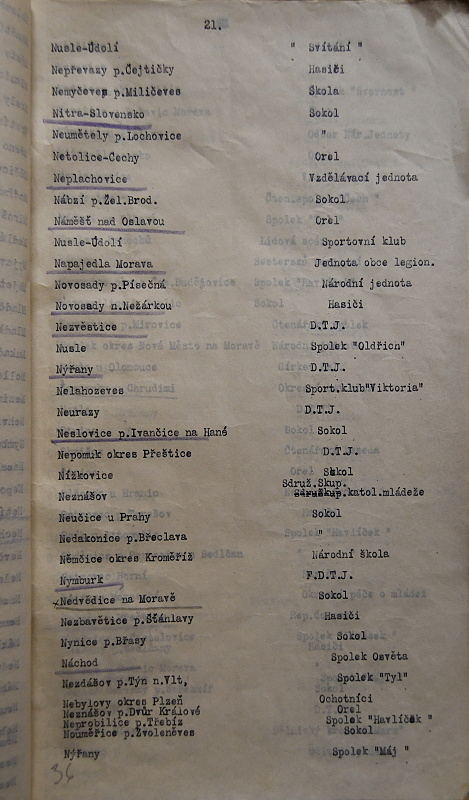 21.
Nusle-Údolí " Svítání "
Nepřevazy p.Čejtičky Hasiči
Nemyčeves p.Miličeves Škola
Nitra-Slovensko Sokol
Neumětely p.Lochovice "
Netolice-Čechy Orel
Neplachovice Vzdělávací jednota
Nábzí p.Žel.Brod. Sokol
Náměšť nad Oslavou Orel
Nusle-Údolí Sportovní klub
Napajedla Morava Jednota obce legion.
Novosady p.Písečná Národní jednota
Novosady n.Nežárkou Hasiči
Nezvěstice D.T.J.
Nusle Spolek "Oldřich"
Nýřany D.T.J.
Nelahozeves Sport.klub"Viktoria"
Neurazy D.T.J.
Neslovice p.Ivančice na Hané Sokol
Nepomuk okres Přeštice D.T.J.
Nížkovice Sokol
Sdruž.Skup.
Neznášov katol.mládeže
Neučice u Prahy Sokol
Nedakonice p.Břeclava "
Němčice okres Kroměříž Národní škola
Nymburk F.D.T.J.
Nedvědice na Moravě Sokol
Nezbavětice p.Šťáhlavy Hasiči
Nynice p.Břasy Sokol
Náchod Spolek Osvěta
Nezdášov p.Týn n.Vlt, Spolek "Tyl"
Nebylovy okres Plzeň Ochotníci
Neznášov p.Dvůr Králové Orel
Neprobilice p.Třebíz Spolek "Havlíček "
Nouměřice p.Zvoleněves Sokol
Nýřany Spolek "Máj "
36